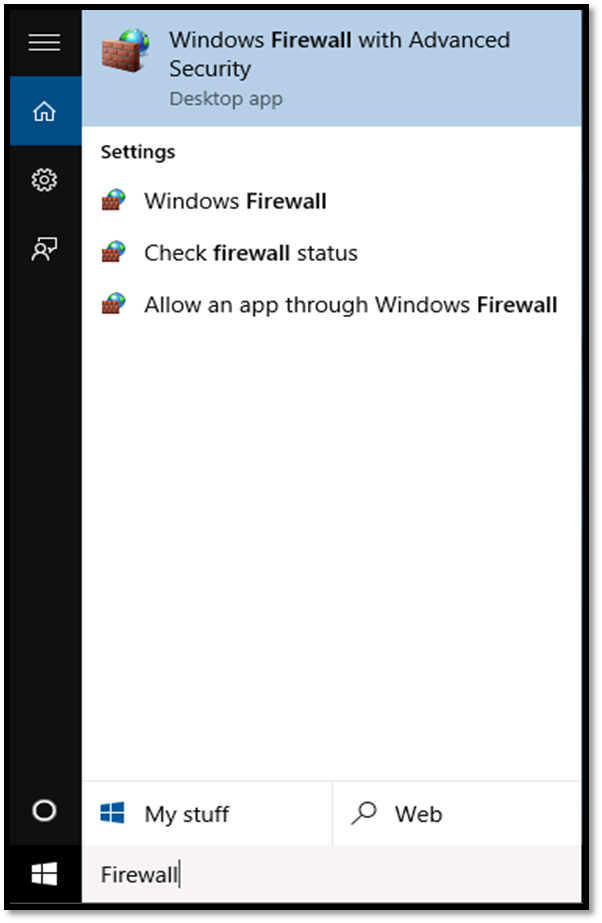 Windows Firewall with Advanced
Security
Desktop app
Settings
Windows Firewall
Check firewall status
Allow an app through Windows Firewall
My stuff
Web
Firewall